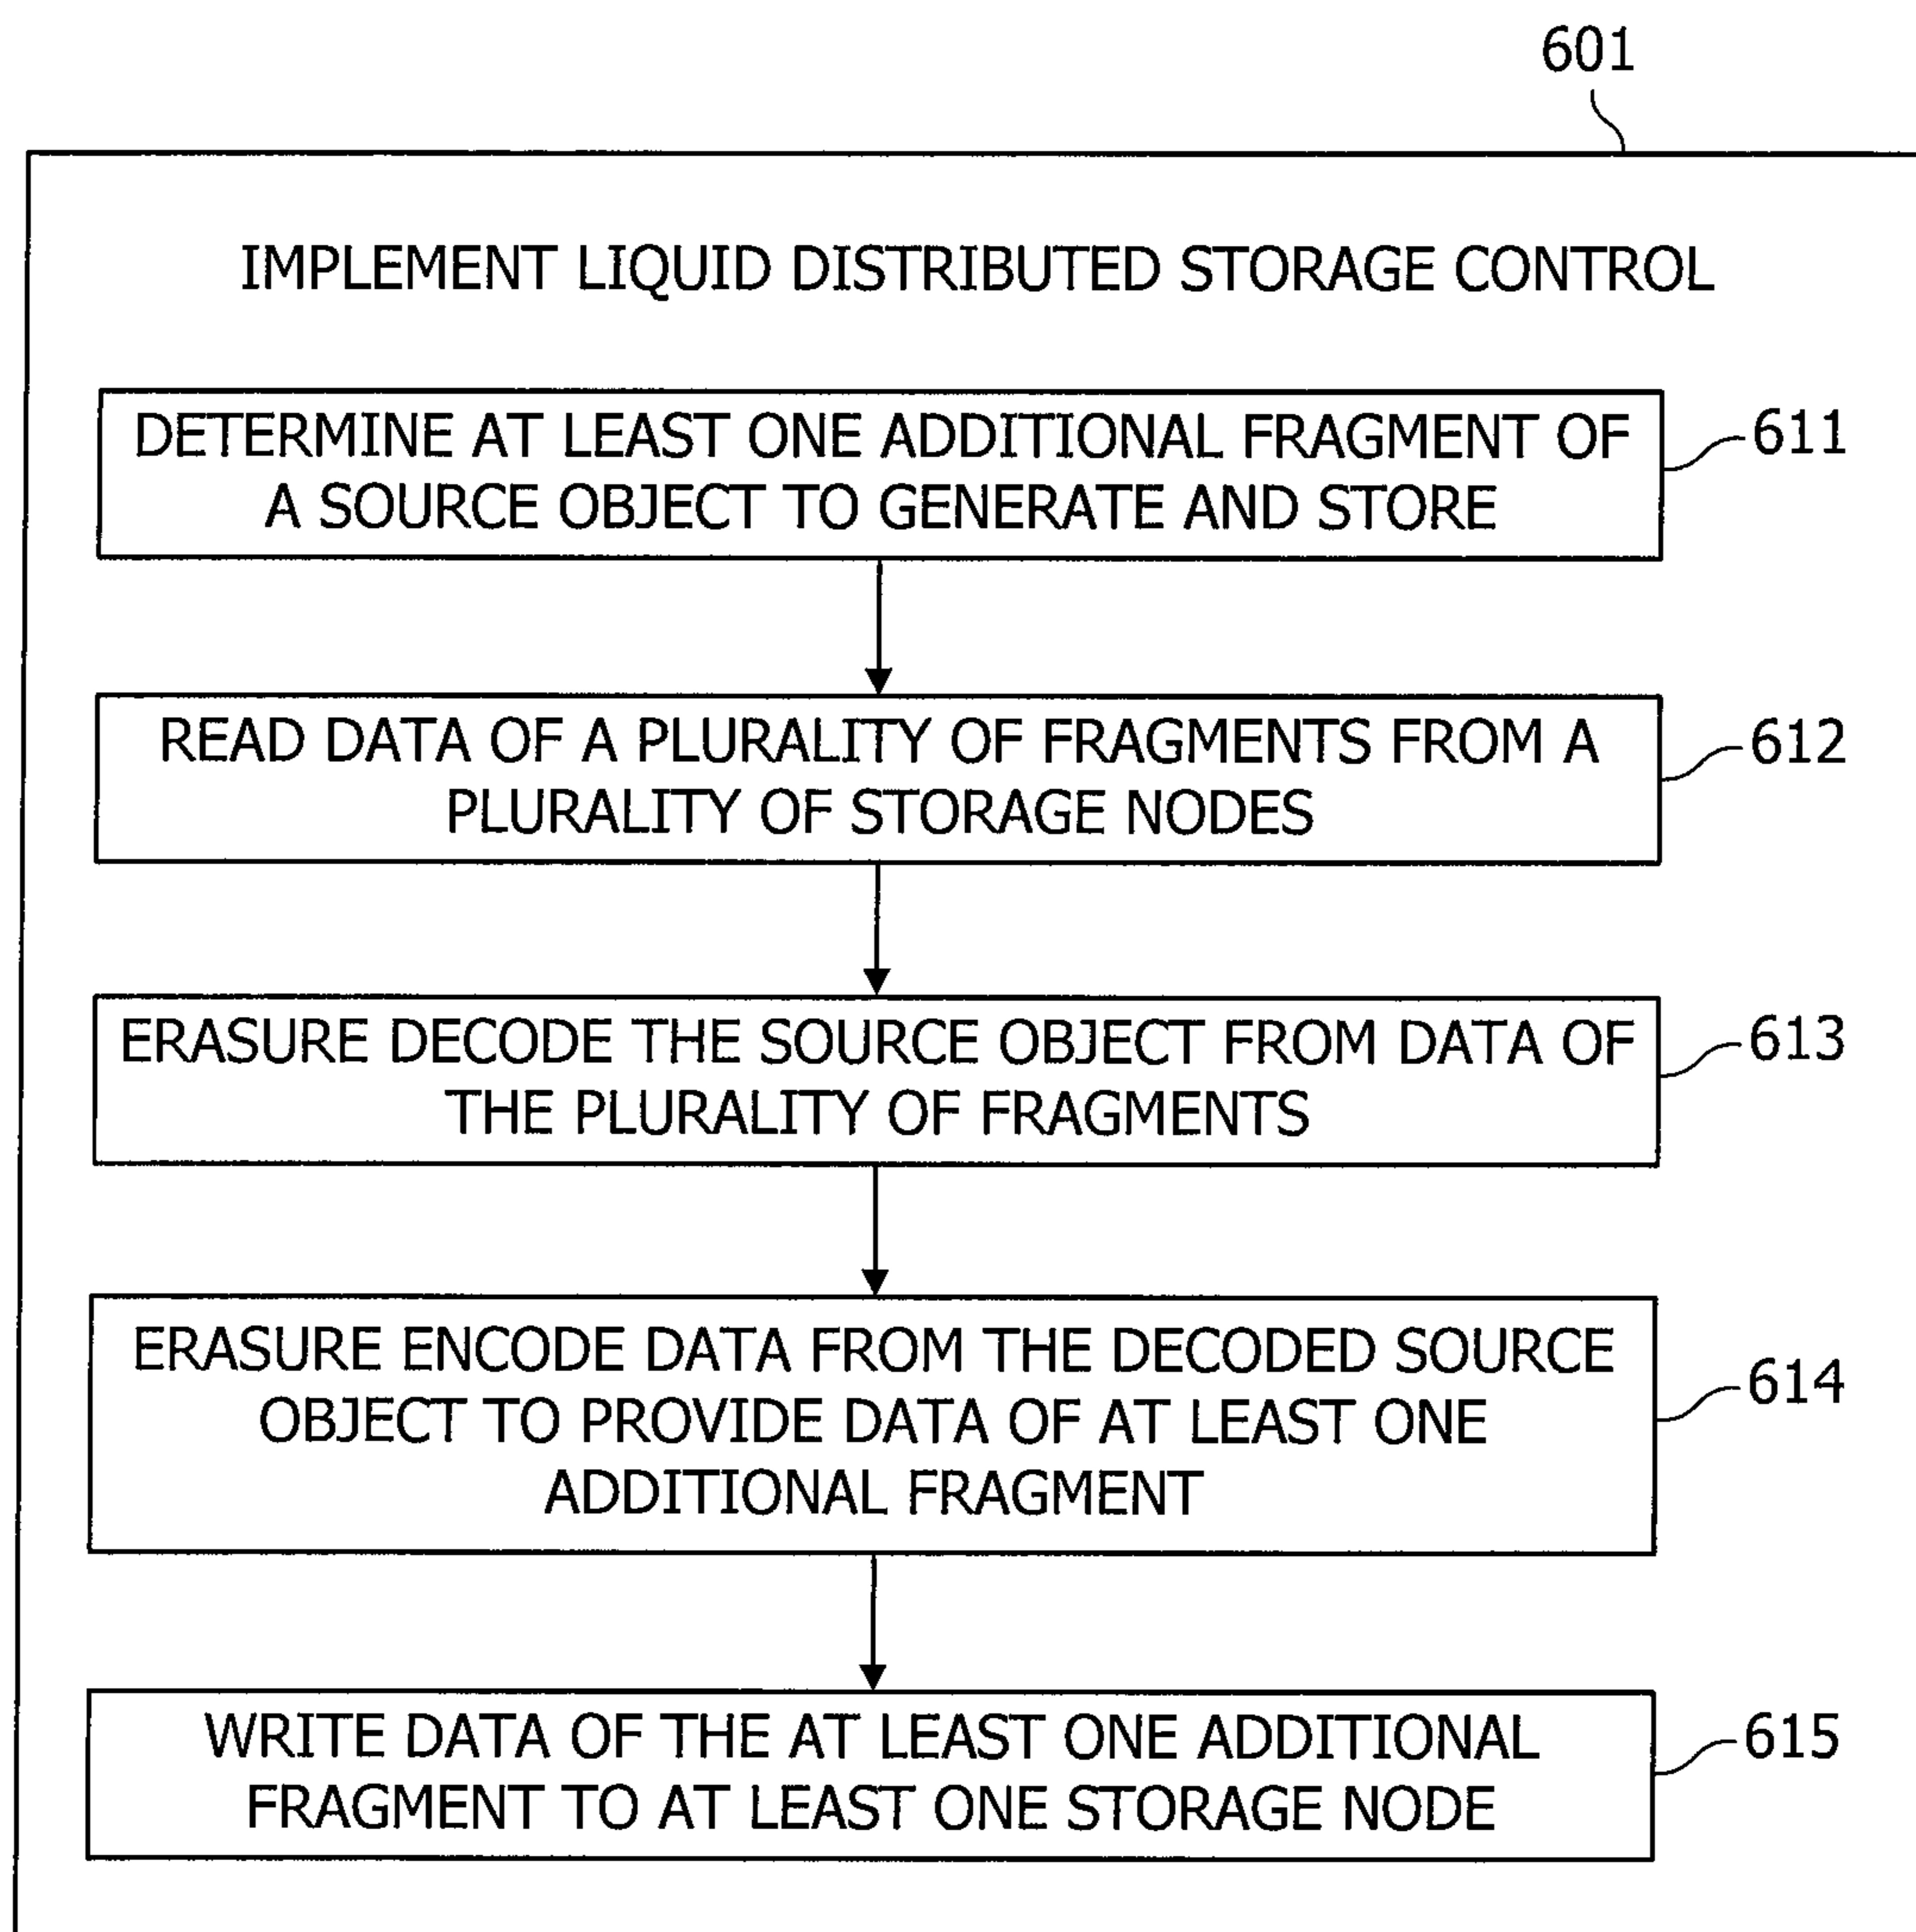 601
IMPLEMENT LIQUID DISTRIBUTED STORAGE CONTROL
DETERMINE AT LEAST ONE ADDITIONAL FRAGMENT OF
A SOURCE OBJECT TO GENERATE AND STORE
611
READ DATA OF A PLURALITY OF FRAGMENTS FROM A
PLURALITY OF STORAGE NODES
612
ERASURE DECODE THE SOURCE OBJECT FROM DATA OF
THE PLURALITY OF FRAGMENTS
613
ERASURE ENCODE DATA FROM THE DECODED SOURCE
OBJECT TO PROVIDE DATA OF AT LEAST ONE
ADDITIONAL FRAGMENT
614
WRITE DATA OF THE AT LEAST ONE ADDITIONAL
FRAGMENT TO AT LEAST ONE STORAGE NODE
615